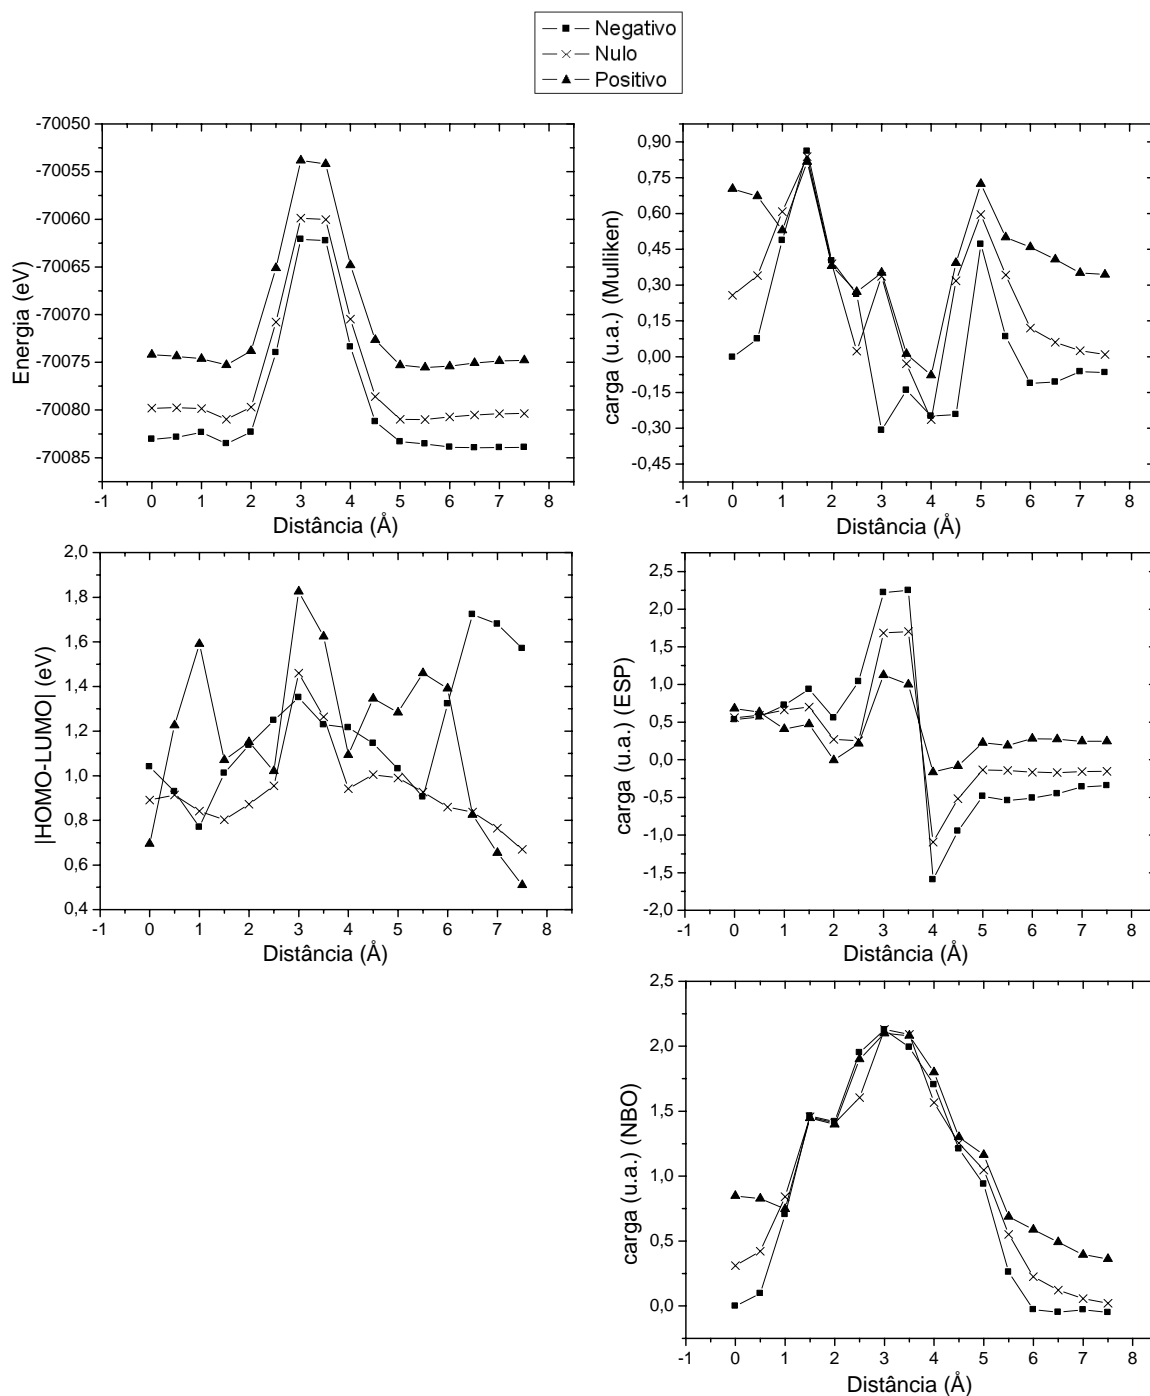 Negativo
Nulo
Positivo
-70050
-70055
-70060
-70065
-70070
-70075
-70080
-70085
Energia (eV)
-1 0 1 2 3 4 5 6 7 8
Distância (Å)
0,90
0,75
0,60
0,45
0,30
0,15
0,00
-0,15
-0,30
-0,45
carga (u.a.) (Mulliken)
-1 0 1 2 3 4 5 6 7 8
Distância (Å)
2,0
1,8
1,6
1,4
1,2
1,0
0,8
0,6
0,4
|HOMO-LUMO| (eV)
-1 0 1 2 3 4 5 6 7 8
Distância (Å)
2,5
2,0
1,5
1,0
0,5
0,0
-0,5
-1,0
-1,5
-2,0
carga (u.a.) (ESP)
-1 0 1 2 3 4 5 6 7 8
Distância (Å)
2,5
2,0
1,5
1,0
0,5
0,0
carga (u.a.) (NBO)
-1 0 1 2 3 4 5 6 7 8
Distância (Å)